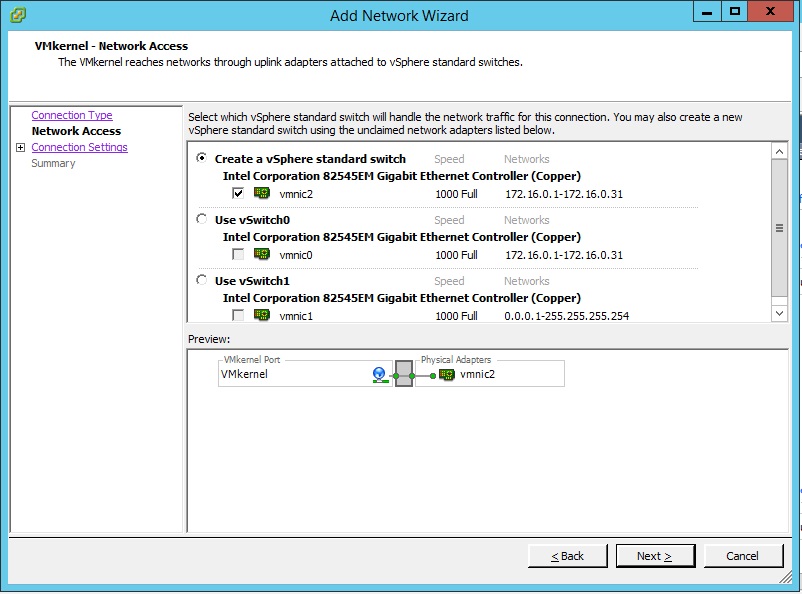 Add Network Wizard
VMkernel - Network Access
The VMkernel reaches networks through uplink adapters attached to vSphere standard switches.
Connection Type
Network Access
Connection Settings
Summary
Select which vSphere standard switch will handle the network traffic for this connection. You may also create a new
vSphere standard switch using the unclaimed network adapters listed below.
Create a vSphere standard switch Speed Networks
Intel Corporation 82545EM Gigabit Ethernet Controller (Copper)
vmnic2 1000 Full 172.16.0.1-172.16.0.31
Use vSwitch0 Speed Networks
Intel Corporation 82545EM Gigabit Ethernet Controller (Copper)
vmnic0 1000 Full 172.16.0.1-172.16.0.31
Use vSwitch1 Speed Networks
Intel Corporation 82545EM Gigabit Ethernet Controller (Copper)
vmnic1 1000 Full 0.0.0.1-255.255.255.254
Preview:
VMkernel Port Physical Adapters
VMkernel vmnic2
< Back Next > Cancel